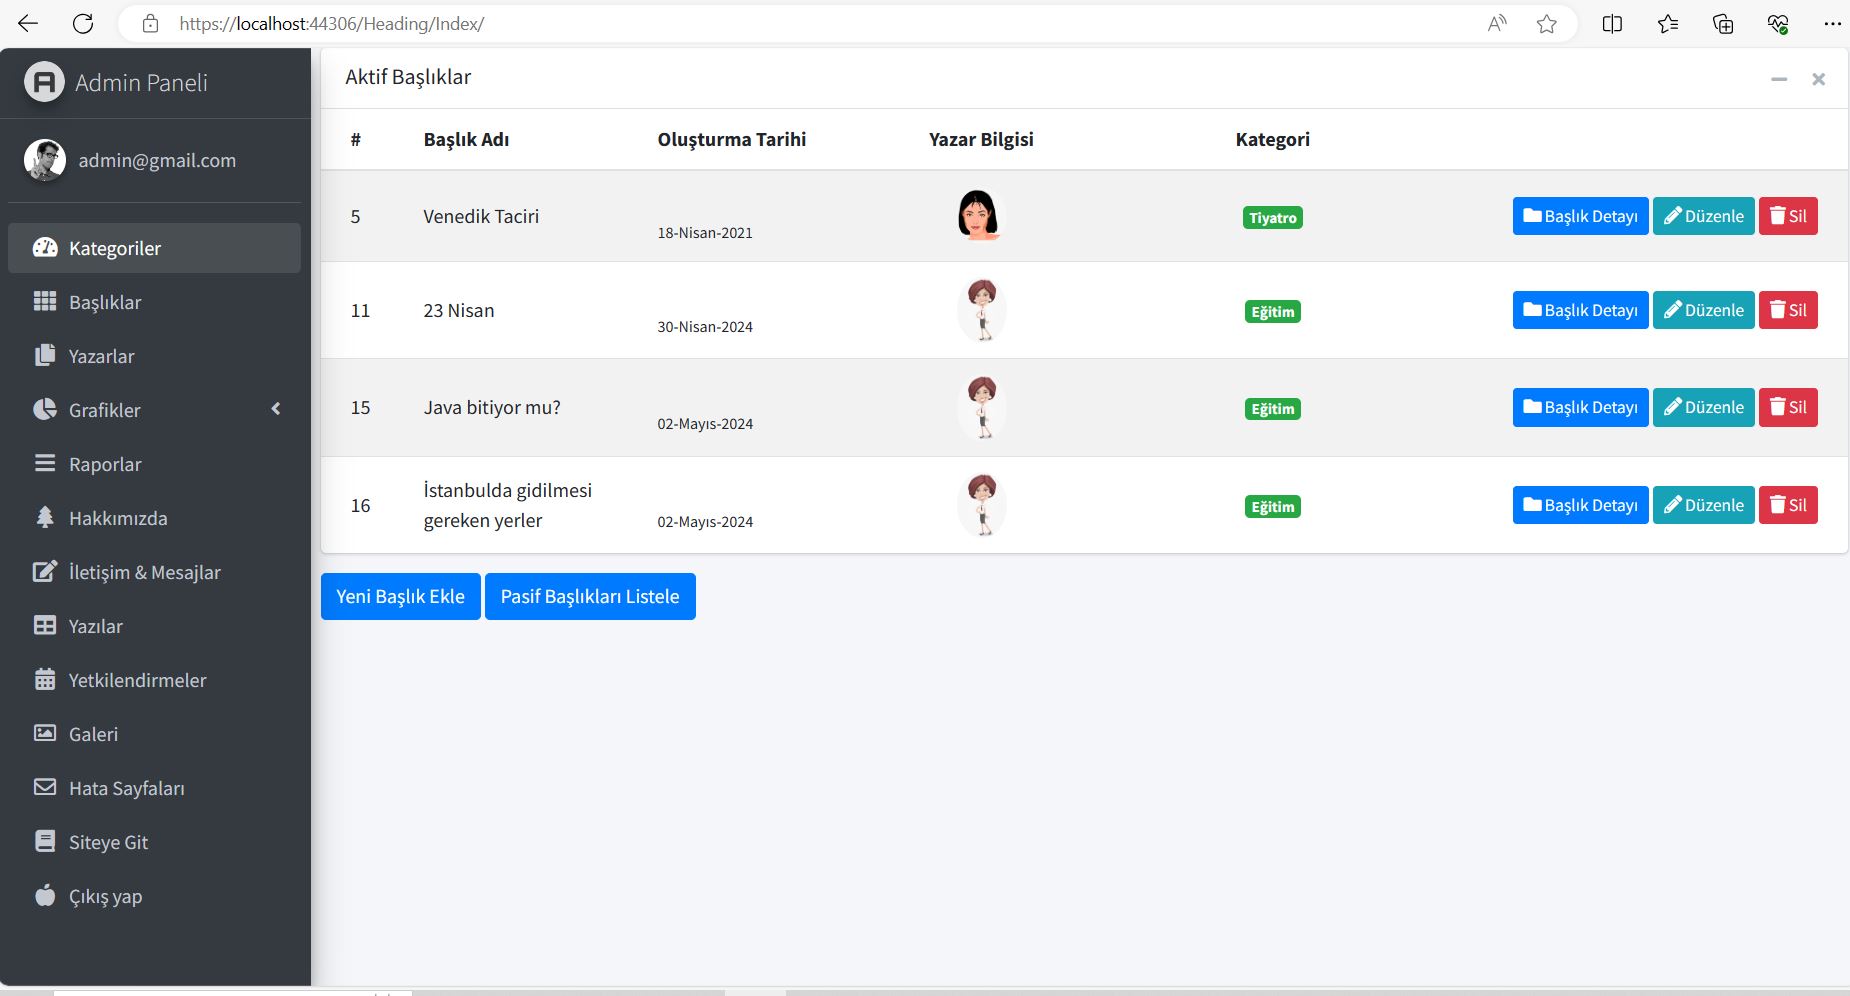 https://localhost:44306/Heading/Index/
Admin Paneli
admin@gmail.com
Kategoriler
Başlıklar
Yazarlar
Grafikler
Raporlar
Hakkımızda
İletişim & Mesajlar
Yazılar
Yetkilendirmeler
Galeri
Hata Sayfaları
Siteye Git
Çıkış yap
Aktif Başlıklar
# Başlık Adı Oluşturma Tarihi Yazar Bilgisi Kategori
5 Venedik Taciri 18-Nisan-2021 Tiyatro Başlık Detayı Düzenle Sil
11 23 Nisan 30-Nisan-2024 Eğitim Başlık Detayı Düzenle Sil
15 Java bitiyor mu? 02-Mayıs-2024 Eğitim Başlık Detayı Düzenle Sil
16 İstanbulda gidilmesi
gereken yerler 02-Mayıs-2024 Eğitim Başlık Detayı Düzenle Sil
Yeni Başlık Ekle Pasif Başlıkları Listele